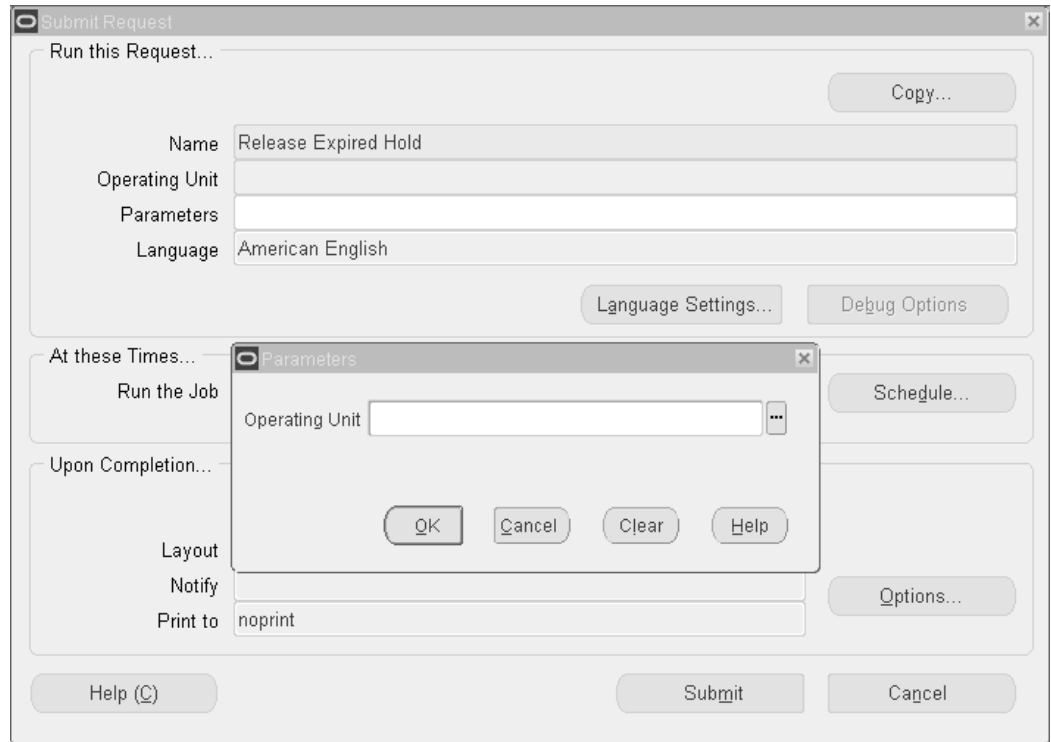 Submit Request
Run this Request...
Copy...
Name Release Expired Hold
Operating Unit
Parameters
Language American English
Language Settings... Debug Options
At these Times...
Run the Job
Schedule...
Parameters
Operating Unit
OK Cancel Clear Help
Upon Completion...
Layout
Notify
Options...
Print to noprint
Help (C) Submit Cancel